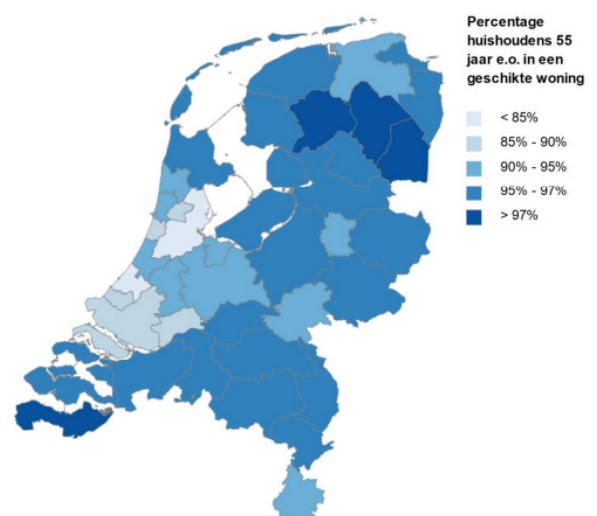 Percentage
huishoudens 55
jaar e.o. in een
geschikte woning
< 85%
85% - 90%
90% - 95%
95% - 97%
> 97%